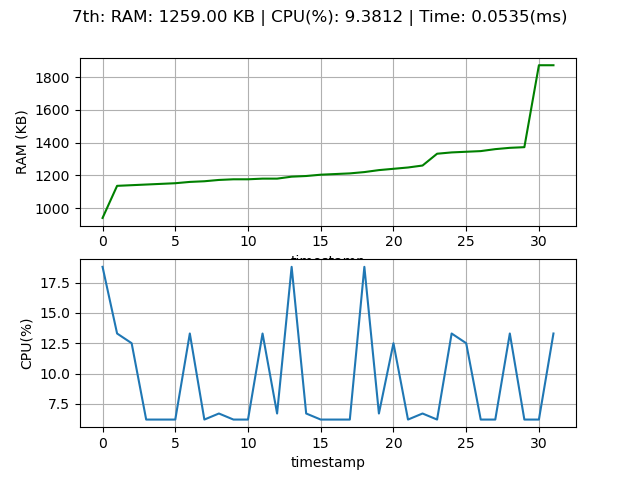 7th: RAM: 1259.00 KB | CPU(%): 9.3812 | Time: 0.0535(ms)
RAM (KB)
1800
1600
1400
1200
1000
0 5 10 15 20 25 30
timestamp
CPU(%)
17.5
15.0
12.5
10.0
7.5
0 5 10 15 20 25 30
timestamp